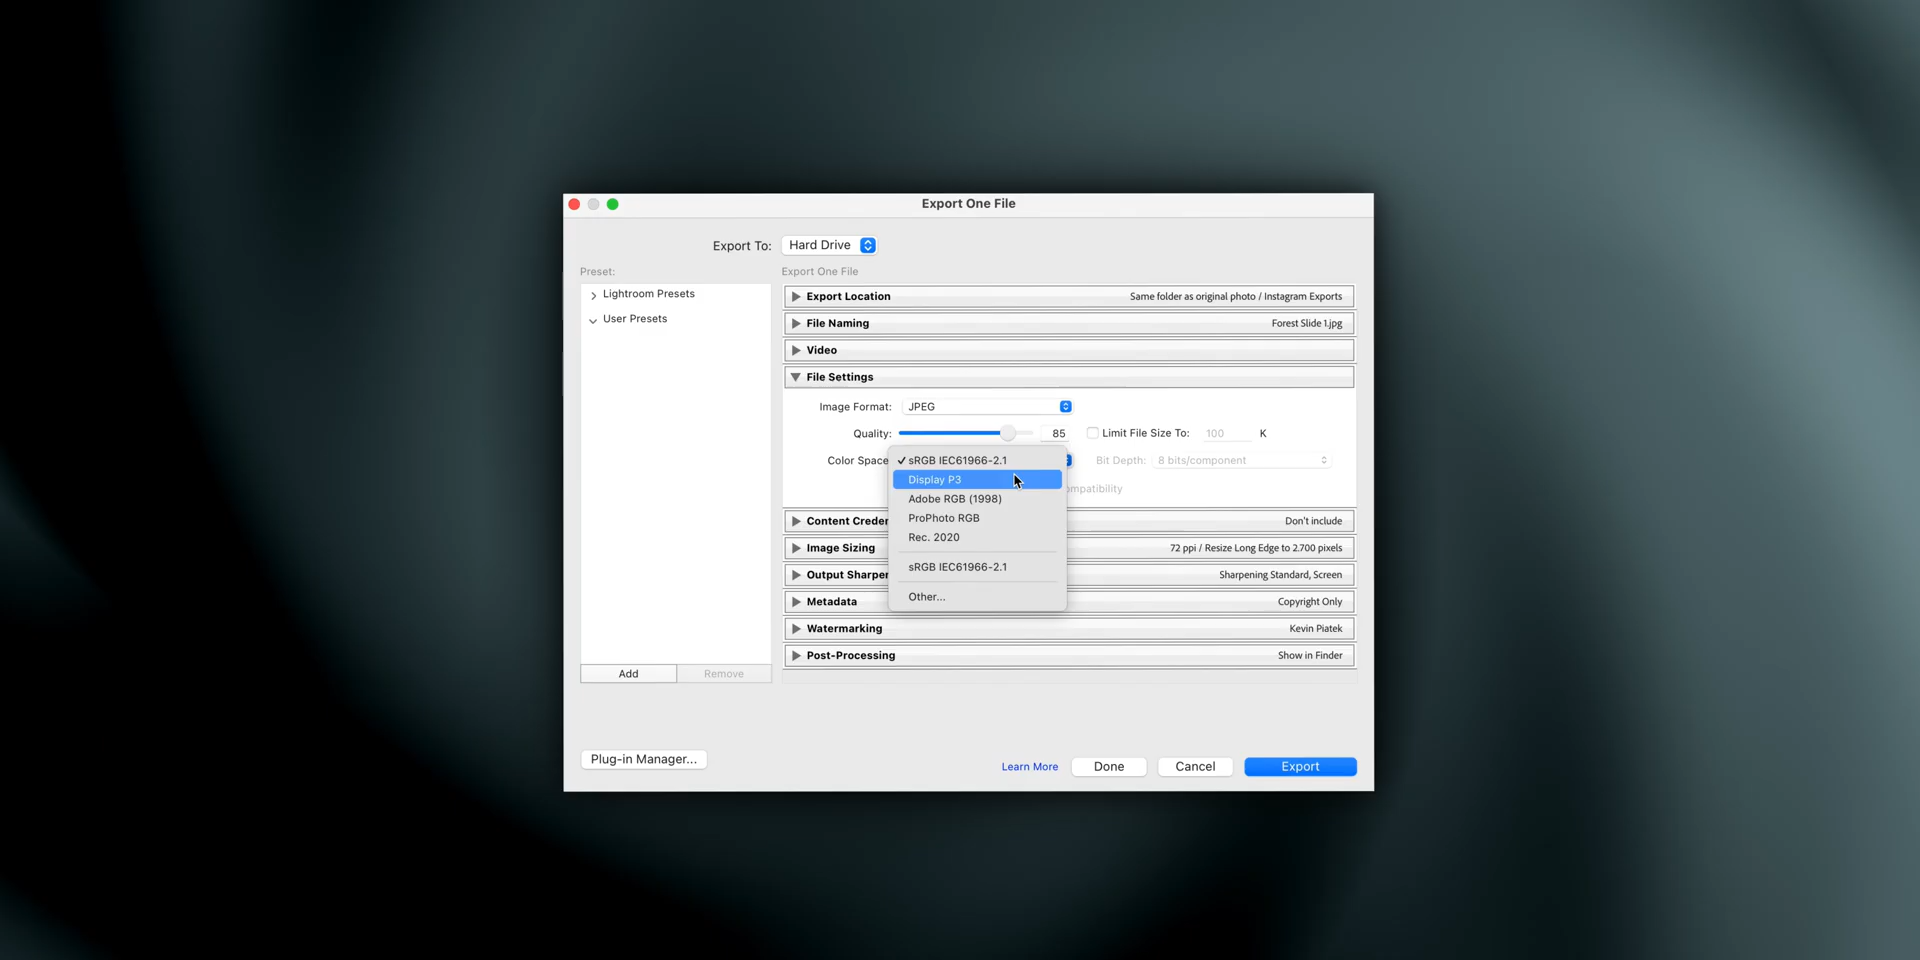 Export One File
Export To: Hard Drive
Preset:
Export One File
Lightroom Presets
User Presets
Export Location Same folder as original photo / Instagram Exports
File Naming Forest Slide 1.jpg
Video
File Settings
Image Format: JPEG
Quality: 85 Limit File Size To: 100 K
Color Space ✓ sRGB IEC61966-2.1 Bit Depth: 8 bits/component
Display P3
ompatibility
Adobe RGB (1998)
ProPhoto RGB
Rec. 2020
sRGB IEC61966-2.1
Other...
Content Creden Don't include
Image Sizing 72 ppi / Resize Long Edge to 2.700 pixels
Output Sharpen Sharpening Standard, Screen
Metadata Copyright Only
Watermarking Kevin Piatek
Post-Processing Show in Finder
Add Remove
Plug-in Manager...
Learn More Done Cancel Export